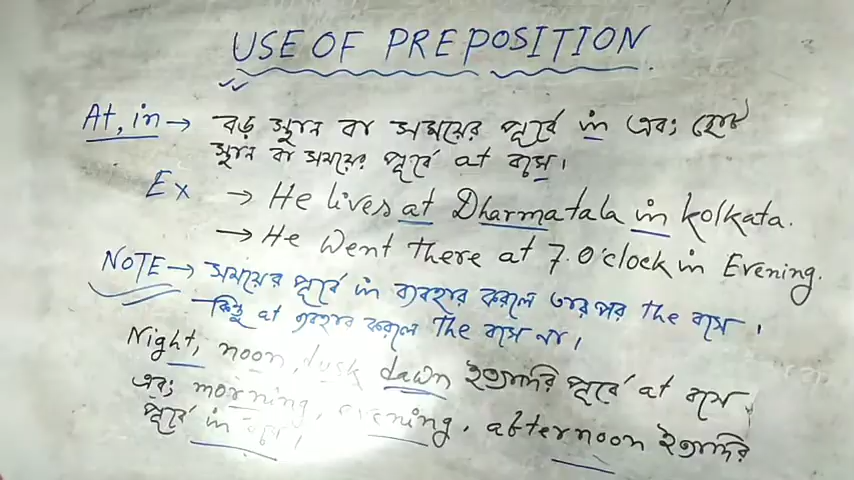 USE OF PREPOSITION
At, in → বড় স্থান বা সময়ের পূর্বে in এবং ছোট
স্থান বা সময়ের পূর্বে at বসে।
Ex → He lives at Dharmatala in kolkata.
→ He Went there at 7.O'clock in Evening.
NOTE → সময়ের পূর্বে in ব্যবহার করলে তারপর the বসে।
কিন্তু at ব্যবহার করলে the বসে না।
Night, noon, dusk dawn ইত্যাদির পূর্বে at বসে
এবং morning, evening, afternoon ইত্যাদির
পূর্বে in বসে।